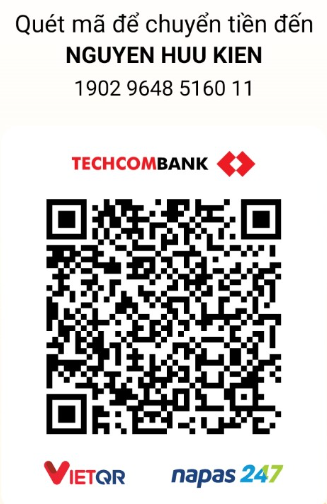 Quét mã để chuyển tiền đến
NGUYEN HUU KIEN
1902 9648 5160 11
TECHCOMBANK
VIETQR
napas 247